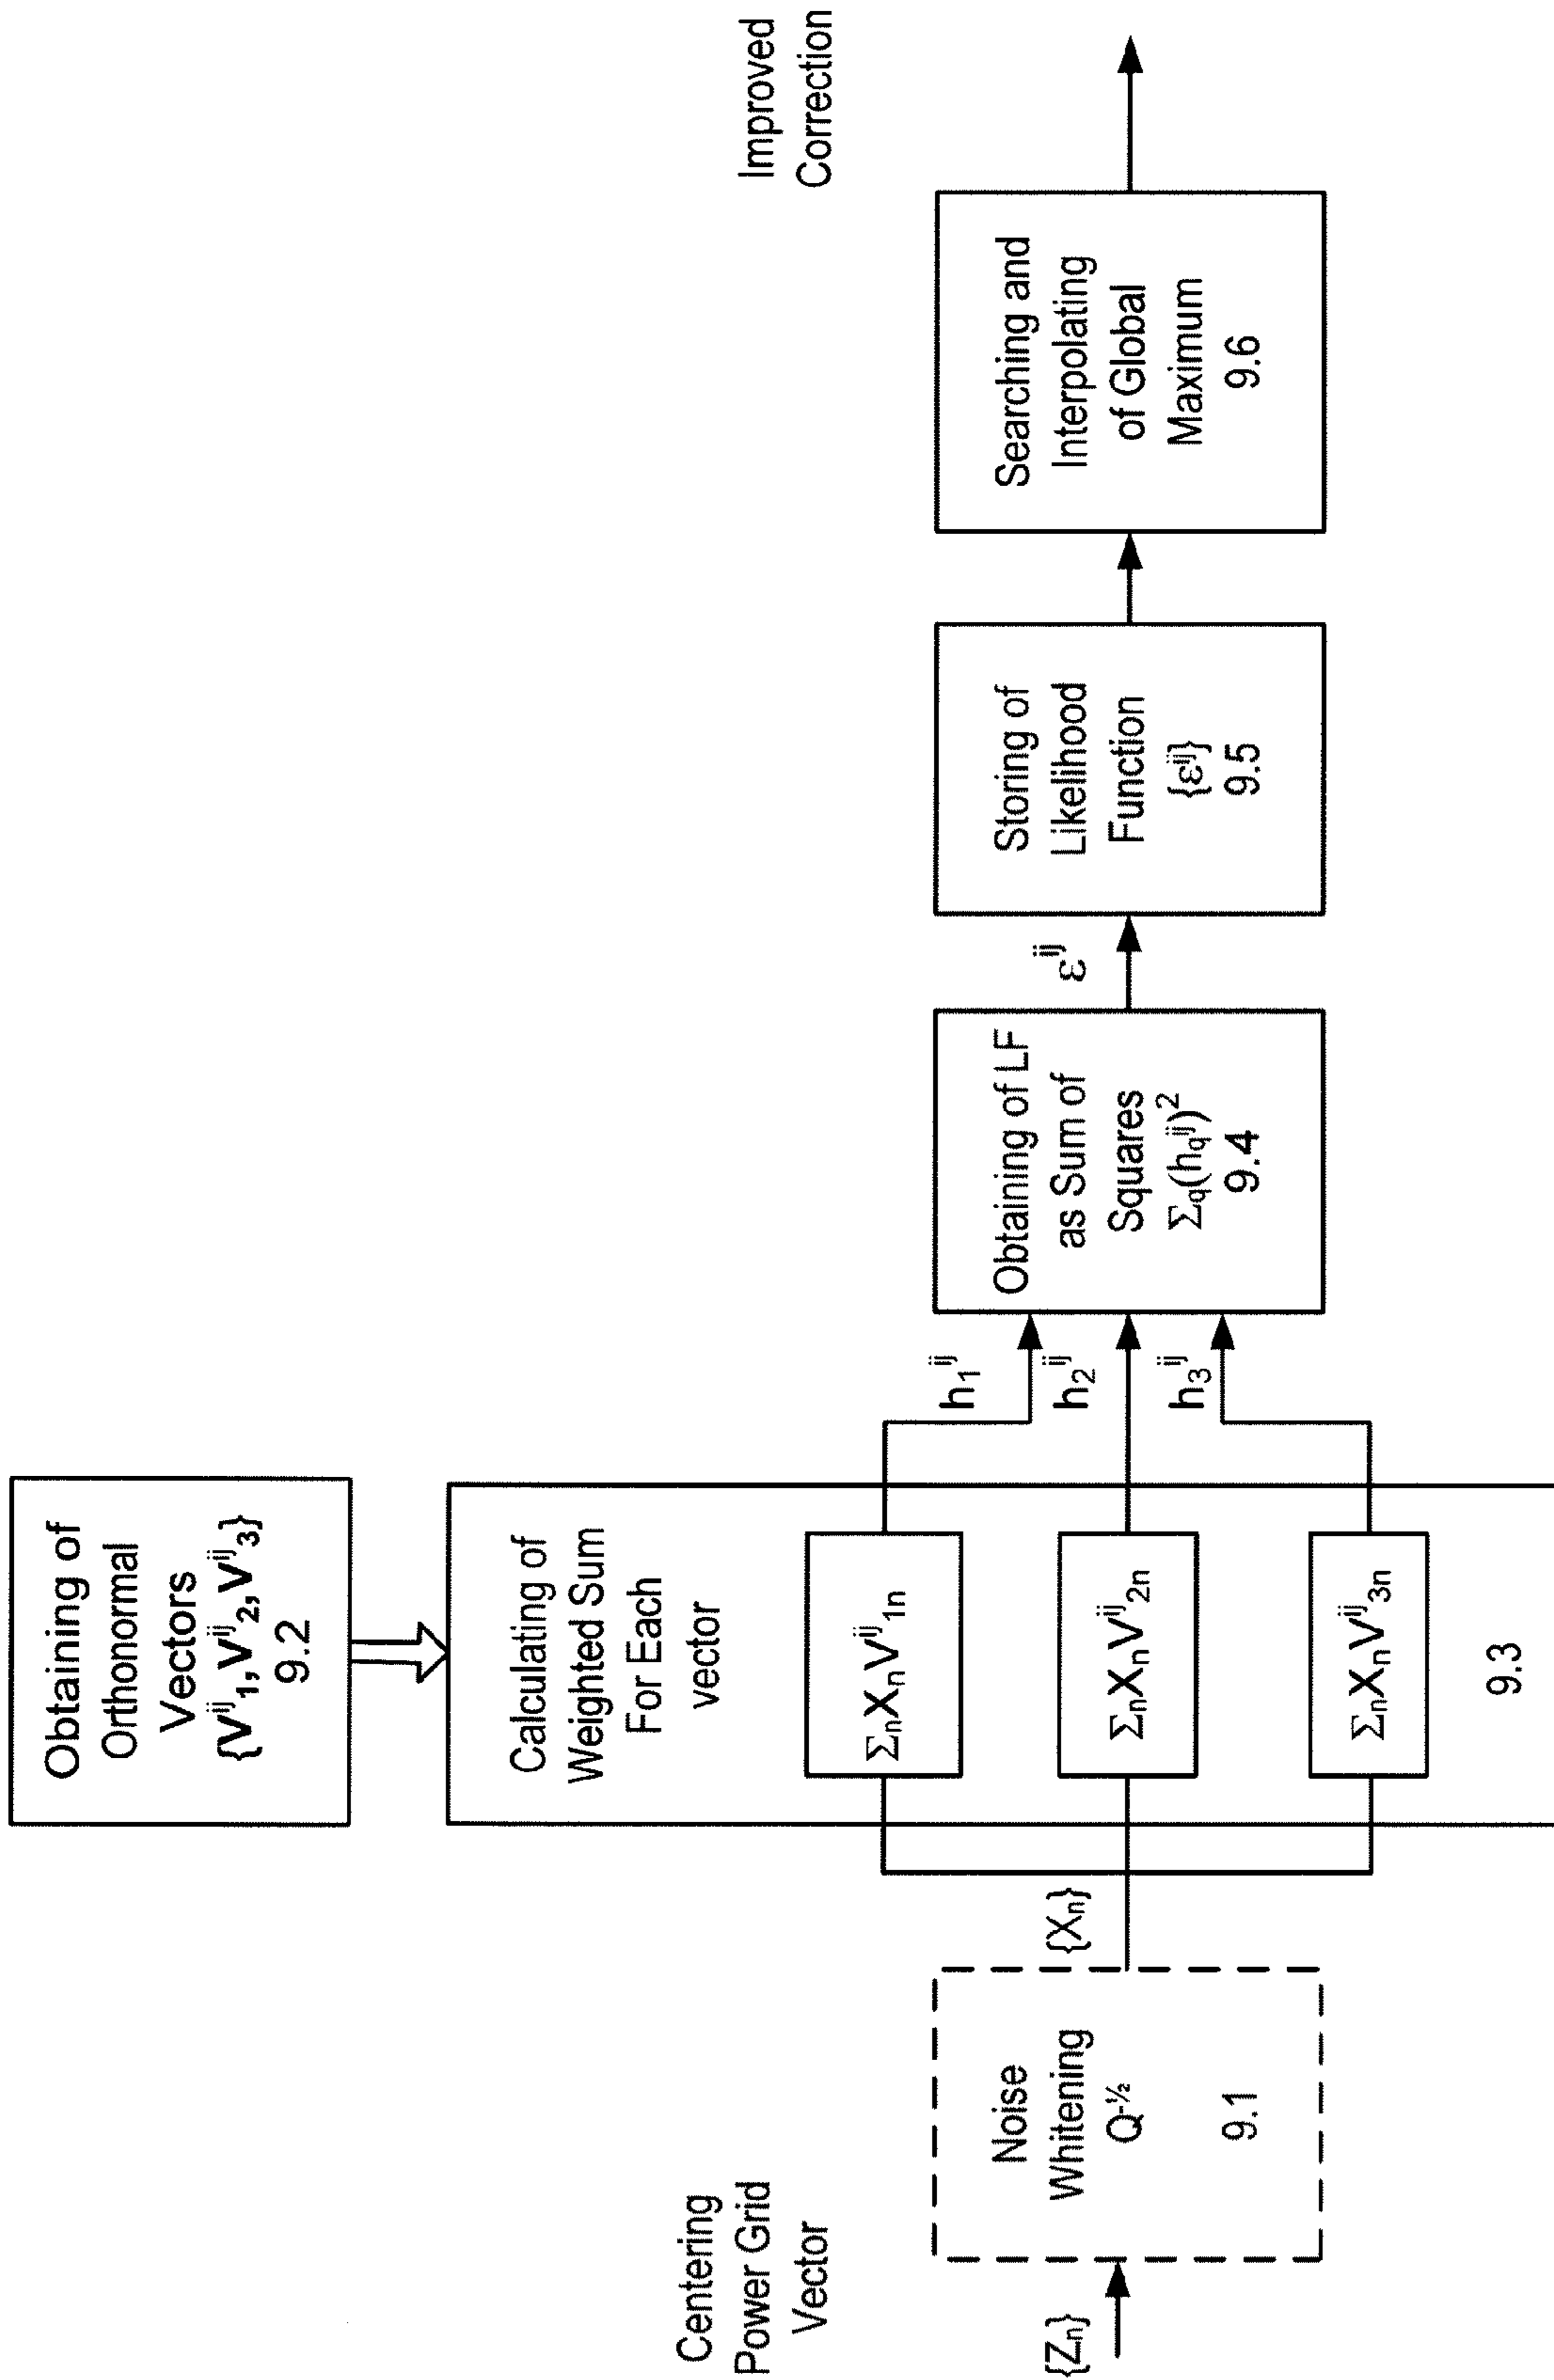 Centering
Power Grid
Vector
{Zn}
Noise
Whitening
Q-½
9.1
{Xn}
Obtaining of
Orthonormal
Vectors
{V^ij_1, V^ij_2, V^ij_3}
9.2
Calculating of
Weighted Sum
For Each
vector
Σ_n X_n V^ij_1n
Σ_n X_n V^ij_2n
Σ_n X_n V^ij_3n
9.3
h_1^ij
h_2^ij
h_3^ij
Obtaining of LF
as Sum of
Squares
Σ_q(h_q^ij)^2
9.4
ε^ij
Storing of
Likelihood
Function
{ε^ij}
9.5
Searching and
Interpolating
of Global
Maximum
9.6
Improved
Correction